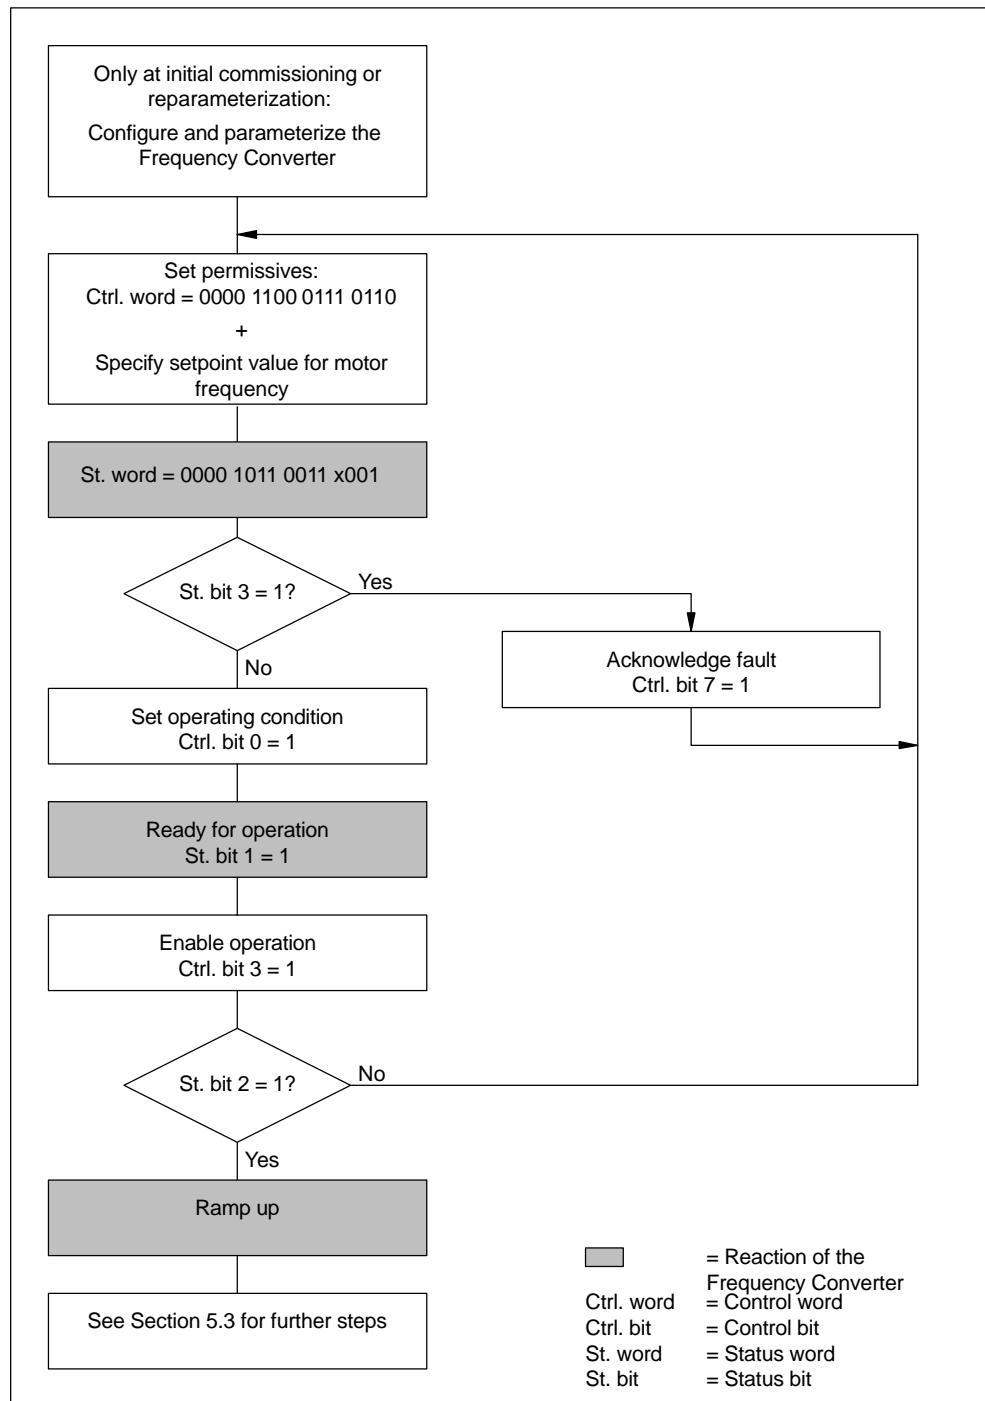 Only at initial commissioning or
reparameterization:
Configure and parameterize the
Frequency Converter
Set permissives:
Ctrl. word = 0000 1100 0111 0110
+
Specify setpoint value for motor
frequency
St. word = 0000 1011 0011 x001
St. bit 3 = 1?
Yes
No
Acknowledge fault
Ctrl. bit 7 = 1
Set operating condition
Ctrl. bit 0 = 1
Ready for operation
St. bit 1 = 1
Enable operation
Ctrl. bit 3 = 1
St. bit 2 = 1?
No
Yes
Ramp up
See Section 5.3 for further steps
= Reaction of the
Frequency Converter
Ctrl. word = Control word
Ctrl. bit = Control bit
St. word = Status word
St. bit = Status bit